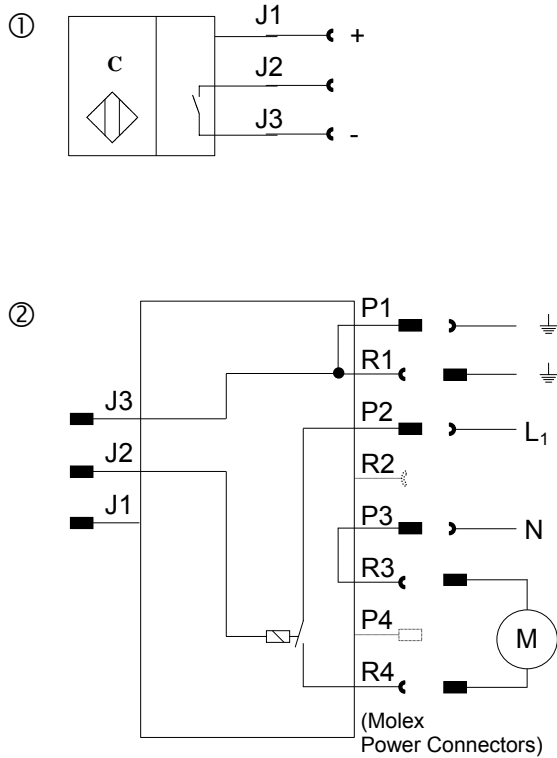 ①
J1
+
C
J2
J3
-
②
P1
R1
J3
P2
L₁
J2
R2
J1
P3
N
R3
P4
M
R4
(Molex
Power Connectors)